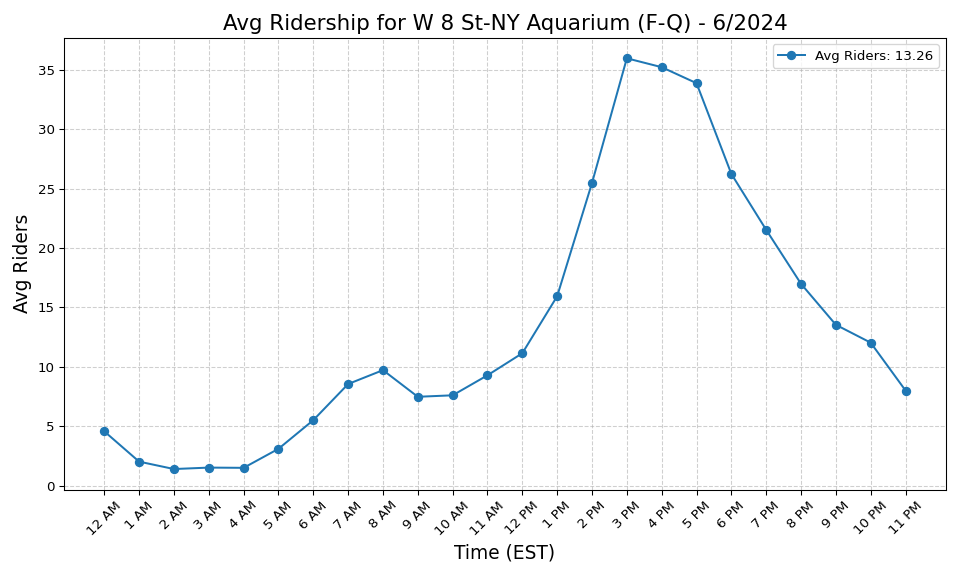 Avg Ridership for W 8 St-NY Aquarium (F-Q) - 6/2024
Avg Riders: 13.26
Avg Riders
35
30
25
20
15
10
5
0
12 AM
1 AM
2 AM
3 AM
4 AM
5 AM
6 AM
7 AM
8 AM
9 AM
10 AM
11 AM
12 PM
1 PM
2 PM
3 PM
4 PM
5 PM
6 PM
7 PM
8 PM
9 PM
10 PM
11 PM
Time (EST)